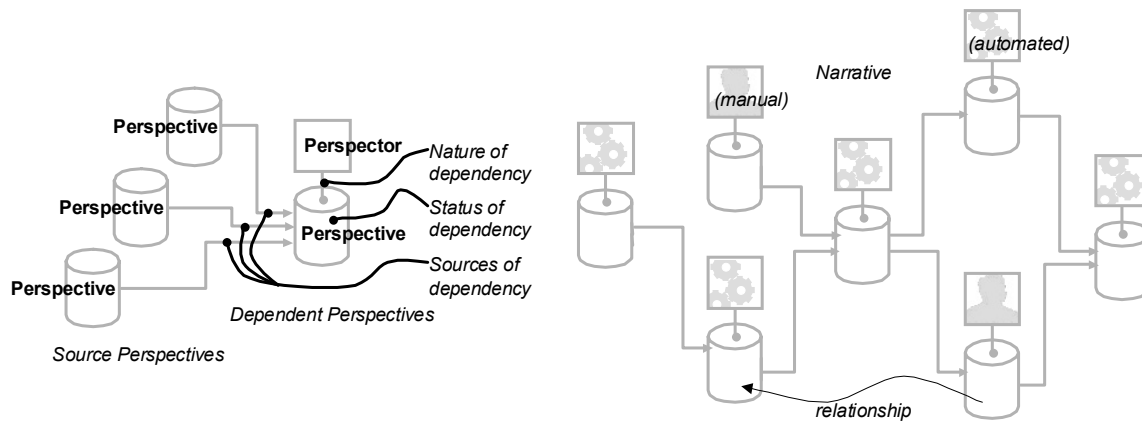 Perspective
Perspector
Nature of
dependency
Perspective
Status of
dependency
Perspective
Perspective
Sources of
dependency
Dependent Perspectives
Source Perspectives
(automated)
Narrative
(manual)
relationship